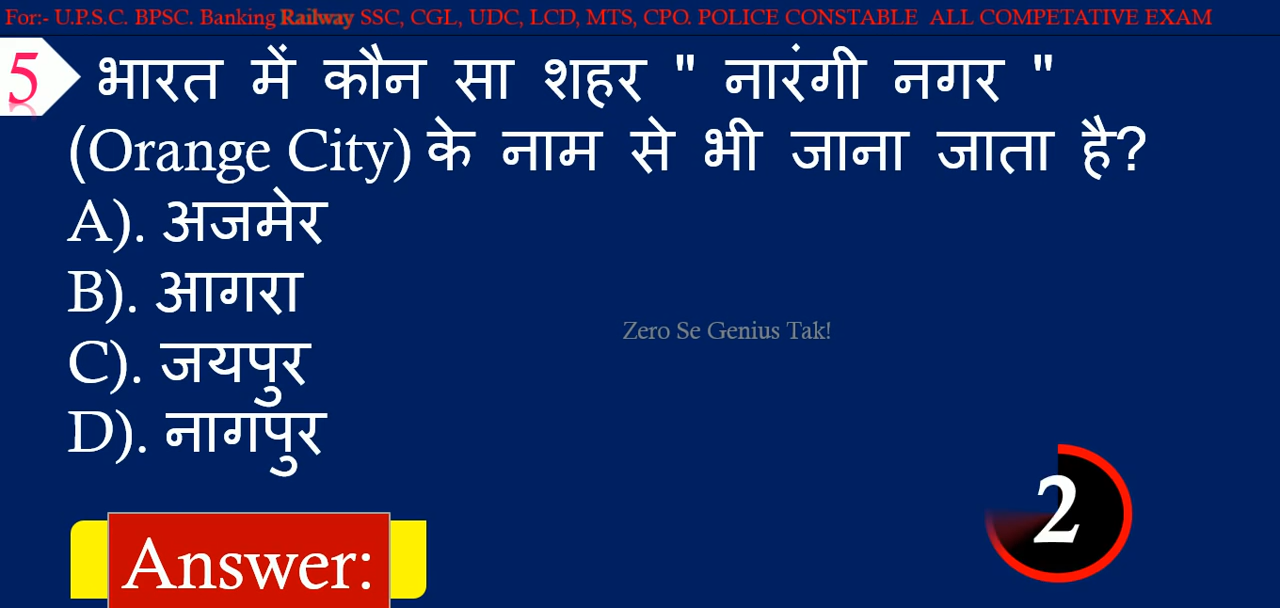 For:- U.P.S.C. BPSC. Banking Railway SSC, CGL, UDC, LCD, MTS, CPO. POLICE CONSTABLE ALL COMPETATIVE EXAM
5 भारत में कौन सा शहर " नारंगी नगर "
(Orange City) के नाम से भी जाना जाता है?
A). अजमेर
B). आगरा
Zero Se Genius Tak!
C). जयपुर
D). नागपुर
2
Answer: